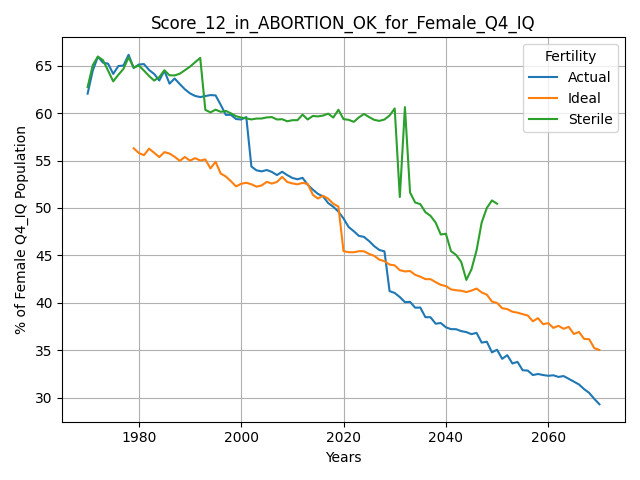 Score_12_in_ABORTION_OK_for_Female_Q4_IQ
% of Female Q4_IQ Population
65
60
55
50
45
40
35
30
Fertility
Actual
Ideal
Sterile
1980 2000 2020 2040 2060
Years